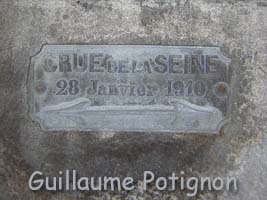 CRUE DE LA SEINE
28 Janvier 1910
Guillaume Potignon